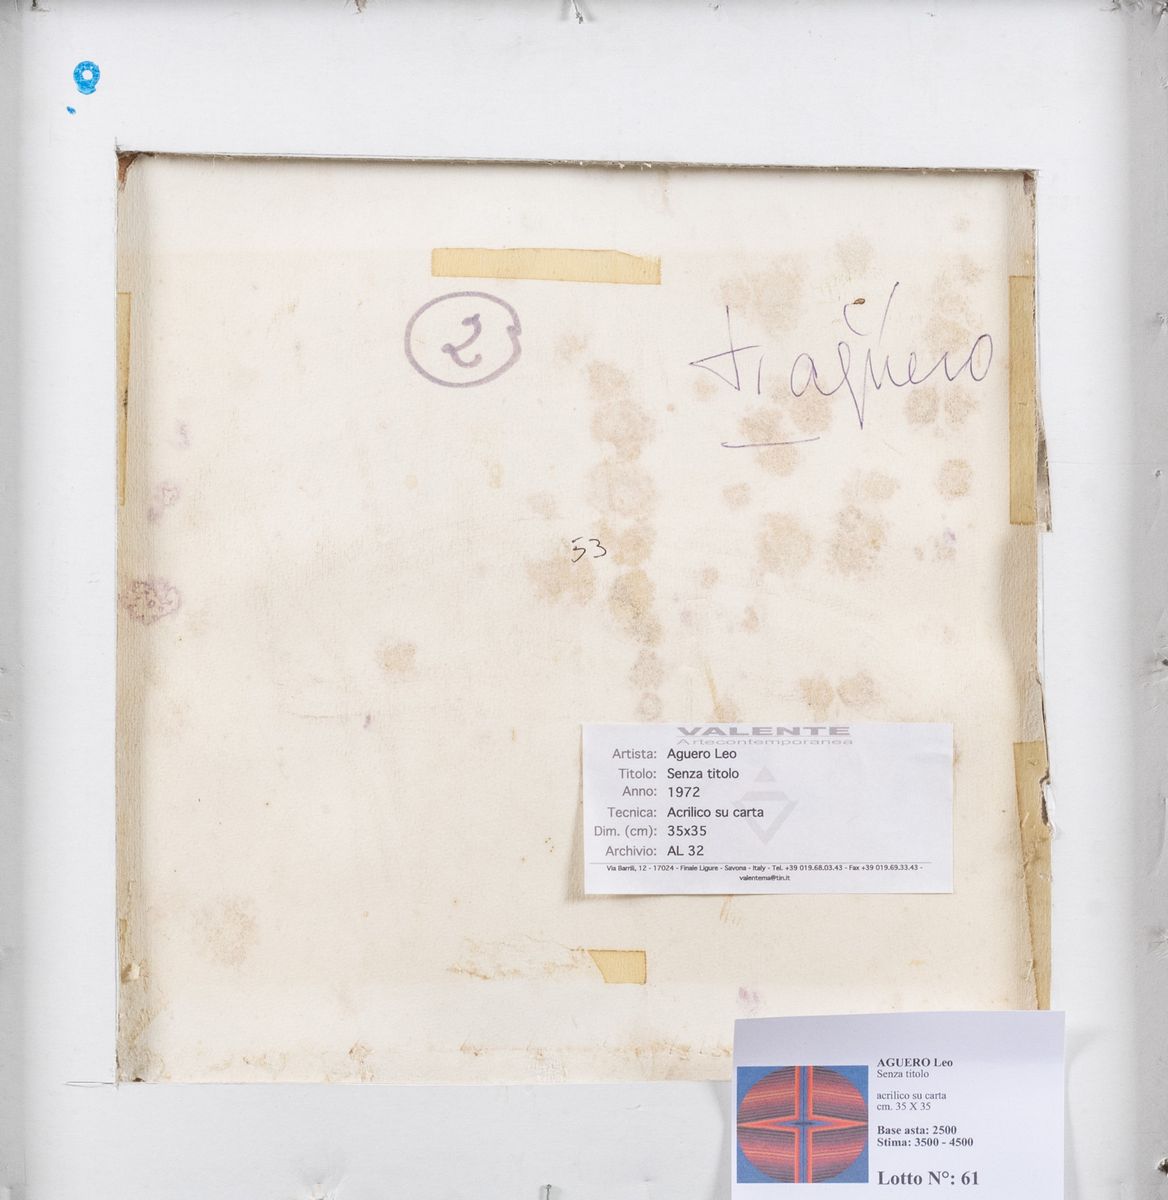 2
53
VALENTE
Artecontemporanea
Artista: Aguero Leo
Titolo: Senza titolo
Anno: 1972
Tecnica: Acrilico su carta
Dim. (cm): 35x35
Archivio: AL 32
Via Barrili, 12 - 17024 - Finale Ligure - Savona - Italy - Tel. +39 019.68.03.43 - Fax +39 019.69.33.43 -
valentema@tin.it
AGUERO Leo
Senza titolo
acrilico su carta
cm. 35 X 35
Base asta: 2500
Stima: 3500 - 4500
Lotto N°: 61